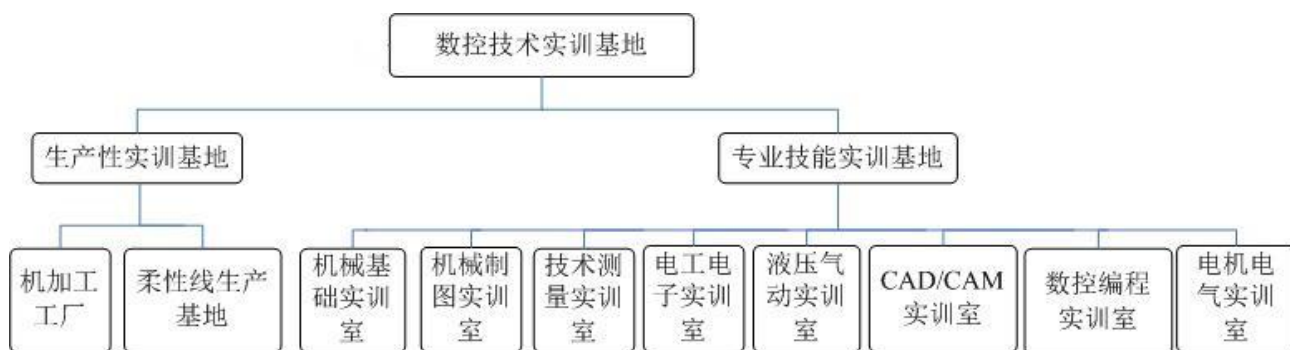 数控技术实训基地
生产性实训基地
专业技能实训基地
机加工
工厂
柔性线生产
基地
机械基
础实训
室
机械制
图实训
室
技术测
量实训
室
电工电
子实训
室
液压气
动实训
室
CAD/CAM
实训室
数控编程
实训室
电机电
气实训
室